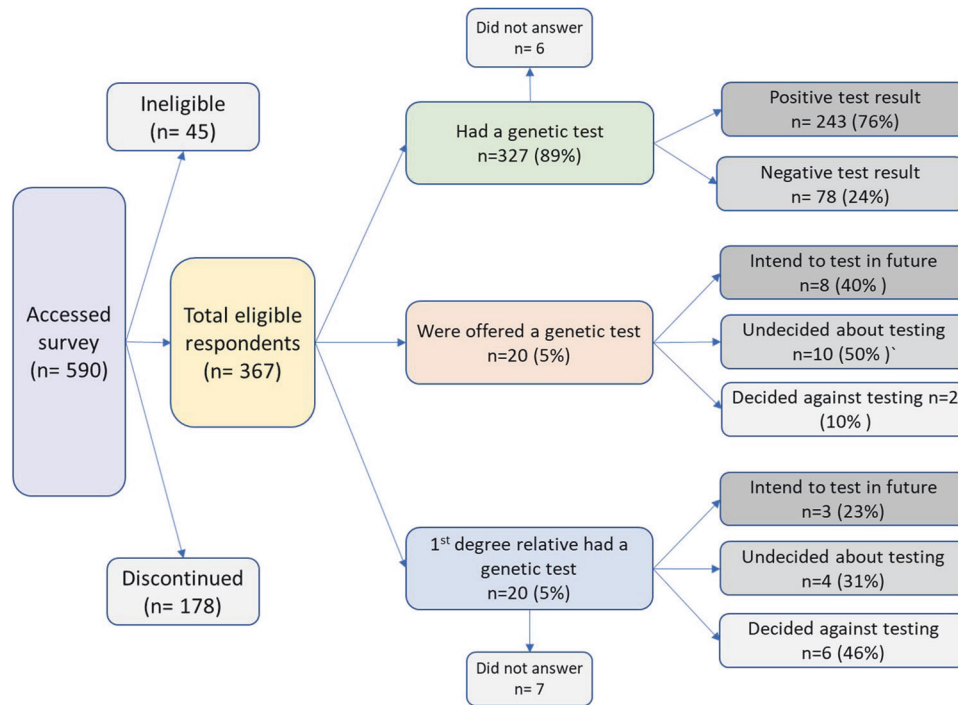 Did not answer
n= 6
Ineligible
(n= 45)
Had a genetic test
n=327 (89%)
Positive test result
n= 243 (76%)
Negative test result
n= 78 (24%)
Accessed
survey
(n= 590)
Total eligible
respondents
(n= 367)
Were offered a genetic test
n=20 (5%)
Intend to test in future
n=8 (40% )
Undecided about testing
n=10 (50% )`
Decided against testing n=2
(10% )
Discontinued
(n= 178)
1st degree relative had a
genetic test
n=20 (5%)
Intend to test in future
n=3 (23%)
Undecided about testing
n=4 (31%)
Decided against testing
n=6 (46%)
Did not answer
n= 7